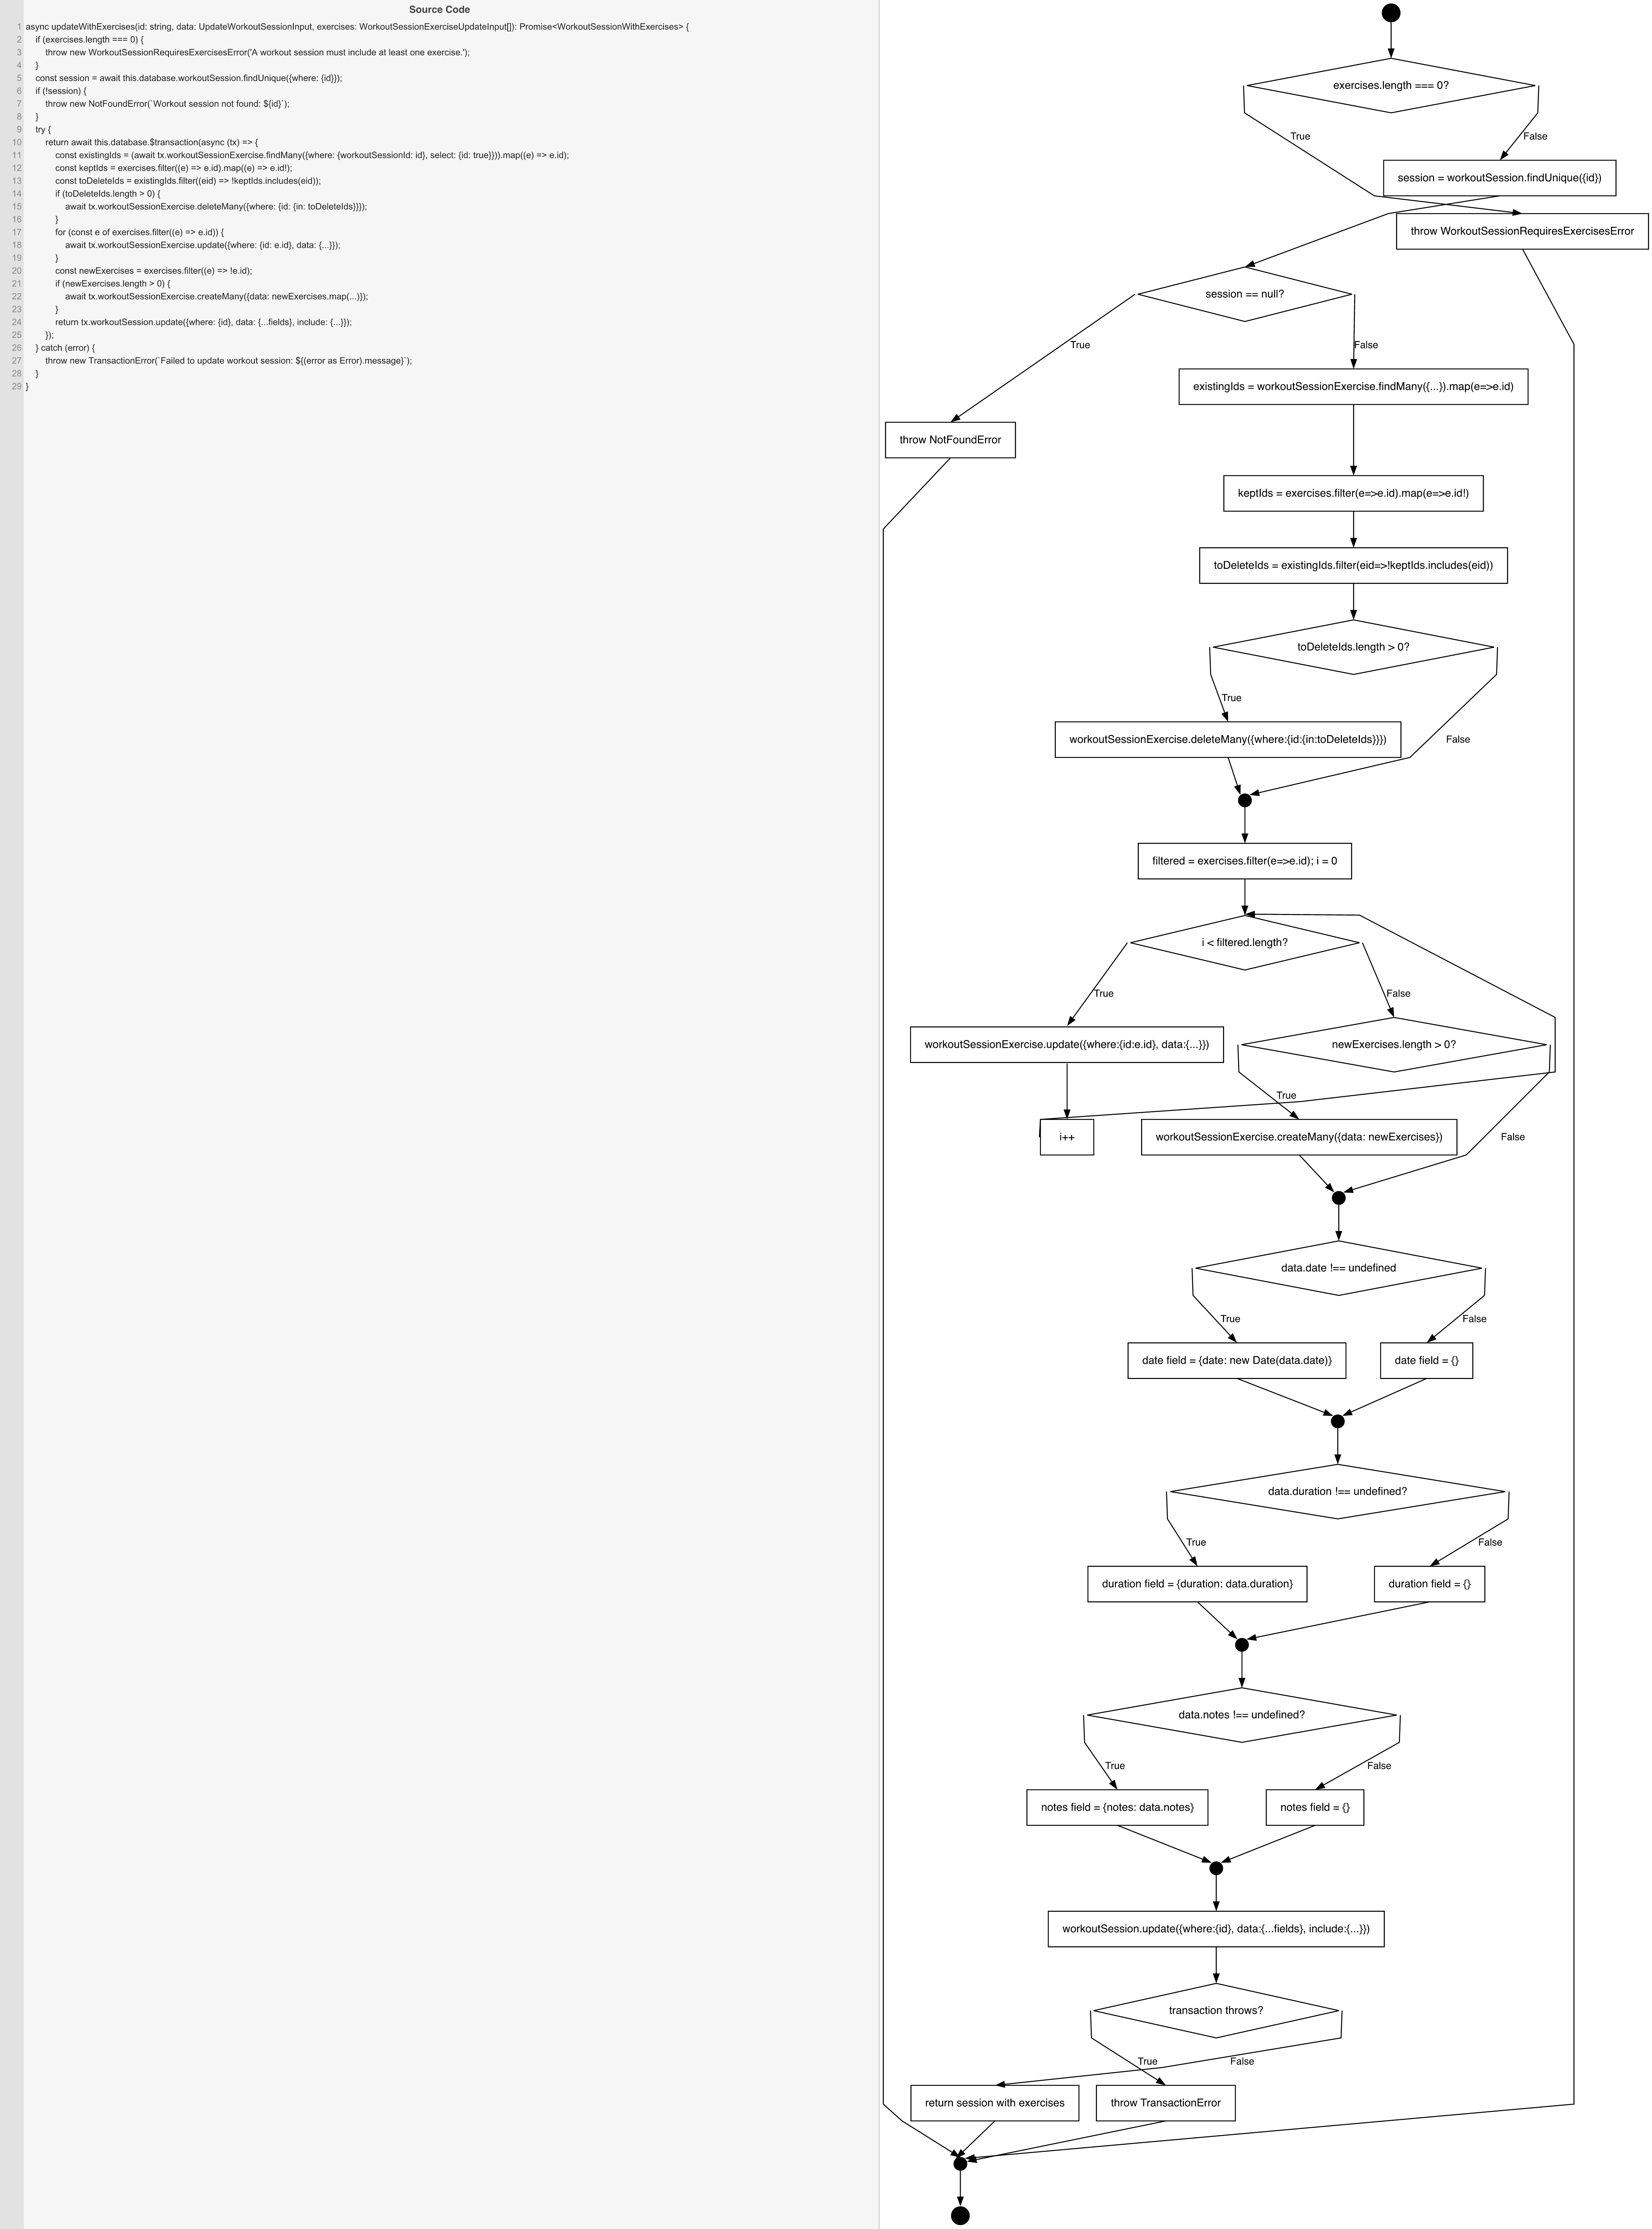 Source Code
1 async updateWithExercises(id: string, data: UpdateWorkoutSessionInput, exercises: WorkoutSessionExerciseUpdateInput[]): Promise<WorkoutSessionWithExercises> {
2 if (exercises.length === 0) {
3 throw new WorkoutSessionRequiresExercisesError('A workout session must include at least one exercise.');
4 }
5 const session = await this.database.workoutSession.findUnique({where: {id}});
6 if (!session) {
7 throw new NotFoundError(`Workout session not found: ${id}`);
8 }
9 try {
10 return await this.database.$transaction(async (tx) => {
11 const existingIds = (await tx.workoutSessionExercise.findMany({where: {workoutSessionId: id}, select: {id: true}})).map((e) => e.id);
12 const keptIds = exercises.filter((e) => e.id).map((e) => e.id!);
13 const toDeleteIds = existingIds.filter((eid) => !keptIds.includes(eid));
14 if (toDeleteIds.length > 0) {
15 await tx.workoutSessionExercise.deleteMany({where: {id: {in: toDeleteIds}}});
16 }
17 for (const e of exercises.filter((e) => e.id)) {
18 await tx.workoutSessionExercise.update({where: {id: e.id}, data: {...}});
19 }
20 const newExercises = exercises.filter((e) => !e.id);
21 if (newExercises.length > 0) {
22 await tx.workoutSessionExercise.createMany({data: newExercises.map(...)});
23 }
24 return tx.workoutSession.update({where: {id}, data: {...fields}, include: {...}});
25 });
26 } catch (error) {
27 throw new TransactionError(`Failed to update workout session: ${(error as Error).message}`);
28 }
29 }
exercises.length === 0?
True
False
session = workoutSession.findUnique({id})
throw WorkoutSessionRequiresExercisesError
session == null?
True
False
existingIds = workoutSessionExercise.findMany({...}).map(e=>e.id)
throw NotFoundError
keptIds = exercises.filter(e=>e.id).map(e=>e.id!)
toDeleteIds = existingIds.filter(eid=>!keptIds.includes(eid))
toDeleteIds.length > 0?
True
workoutSessionExercise.deleteMany({where:{id:{in:toDeleteIds}}})
False
filtered = exercises.filter(e=>e.id); i = 0
i < filtered.length?
True
False
workoutSessionExercise.update({where:{id:e.id}, data:{...}})
newExercises.length > 0?
True
i++
workoutSessionExercise.createMany({data: newExercises})
False
data.date !== undefined
True
False
date field = {date: new Date(data.date)}
date field = {}
data.duration !== undefined?
True
False
duration field = {duration: data.duration}
duration field = {}
data.notes !== undefined?
True
False
notes field = {notes: data.notes}
notes field = {}
workoutSession.update({where:{id}, data:{...fields}, include:{...}})
transaction throws?
True
False
return session with exercises
throw TransactionError